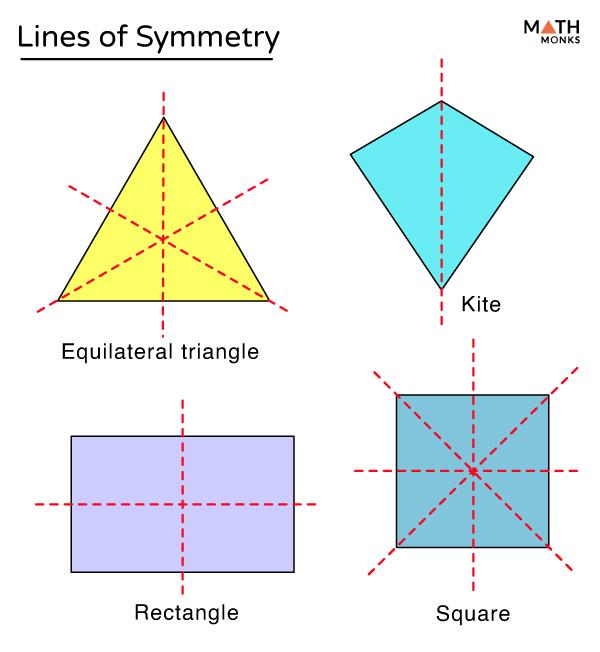 Lines of Symmetry
MATH
MONKS
Equilateral triangle
Kite
Rectangle
Square